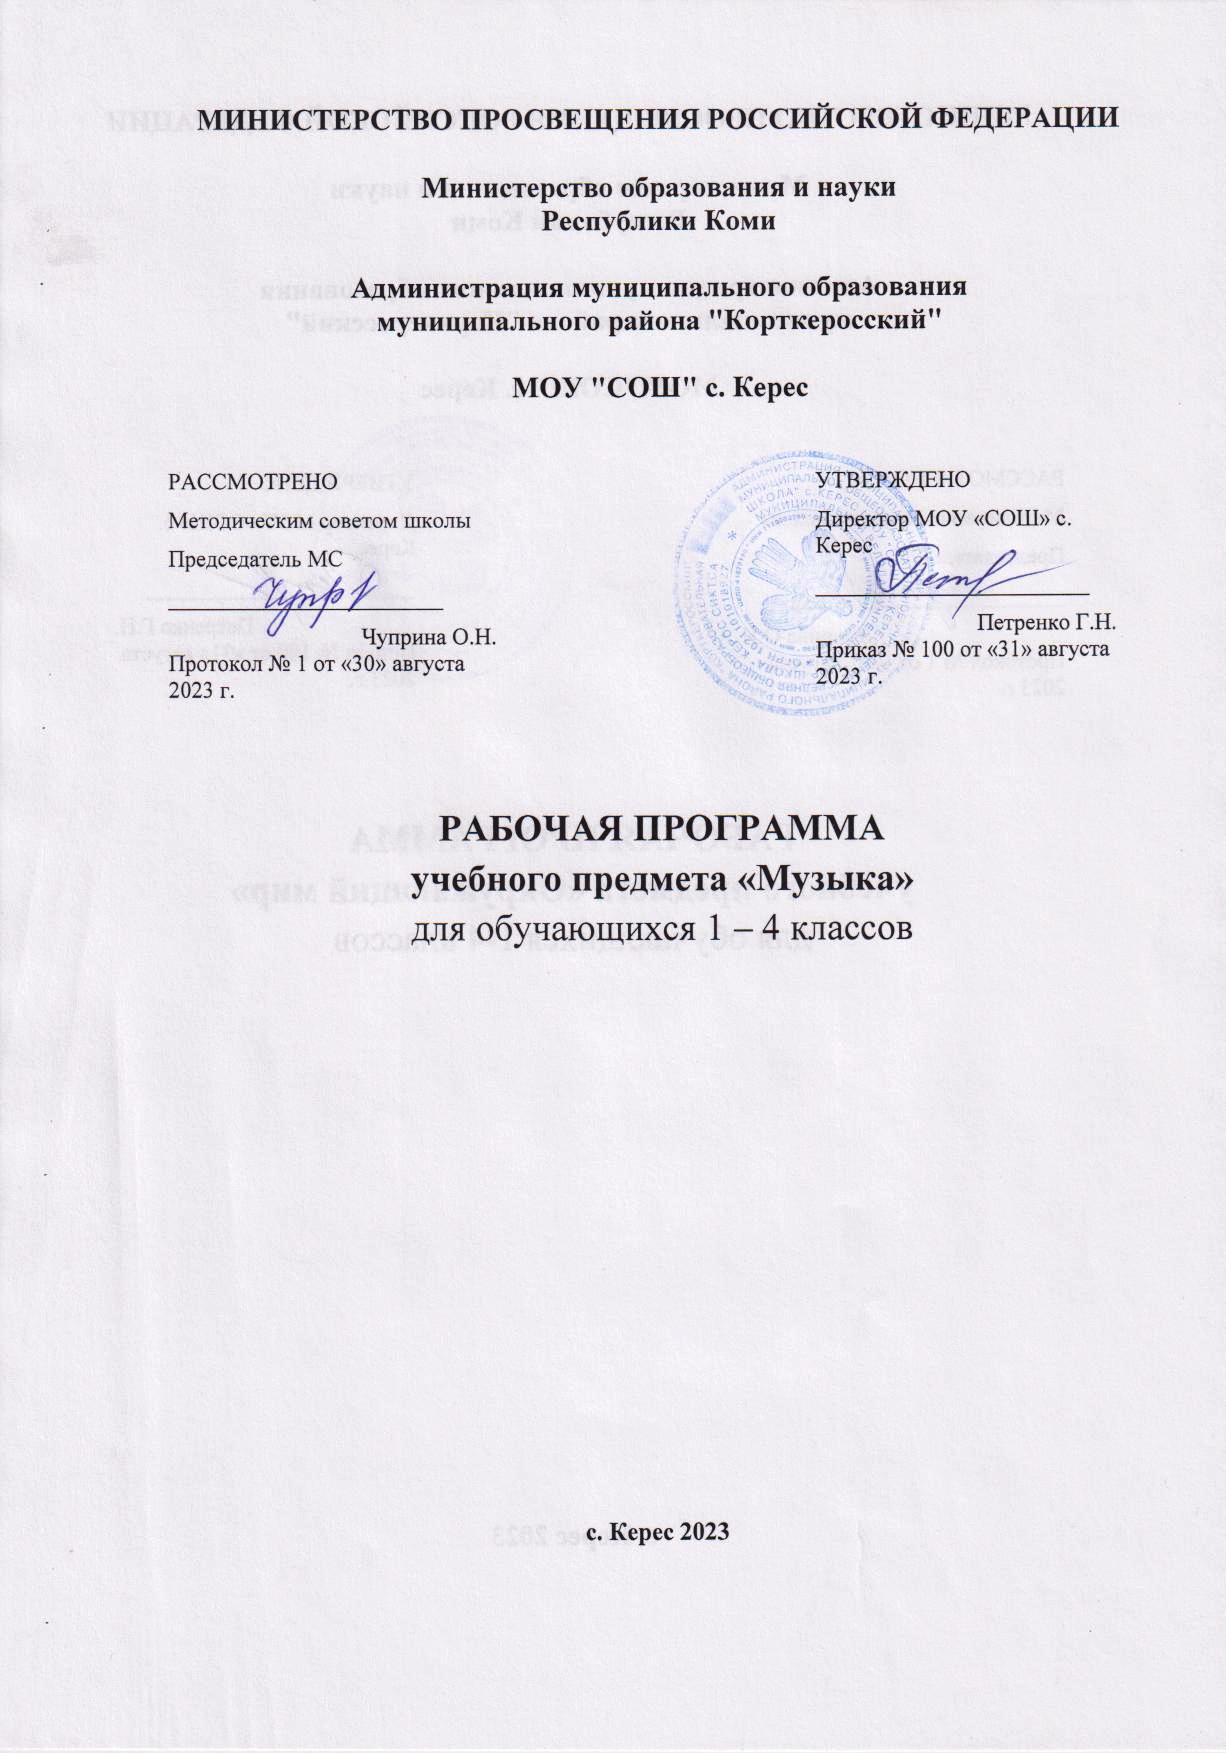 МИНИСТЕРСТВО ПРОСВЕЩЕНИЯ РОССИЙСКОЙ ФЕДЕРАЦИИ
Министерство образования и науки
Республики Коми
Администрация муниципального образования
муниципального района "Корткеросский"
МОУ "СОШ" с. Керес
РАССМОТРЕНО
Методическим советом школы
Председатель МС
Чуприна О.Н.
Протокол № 1 от «30» августа
2023 г.
УТВЕРЖДЕНО
Директор МОУ «СОШ» с.
Керес
Петренко Г.Н.
Приказ № 100 от «31» августа
2023 г.
РАБОЧАЯ ПРОГРАММА
учебного предмета «Музыка»
для обучающихся 1 – 4 классов
с. Керес 2023